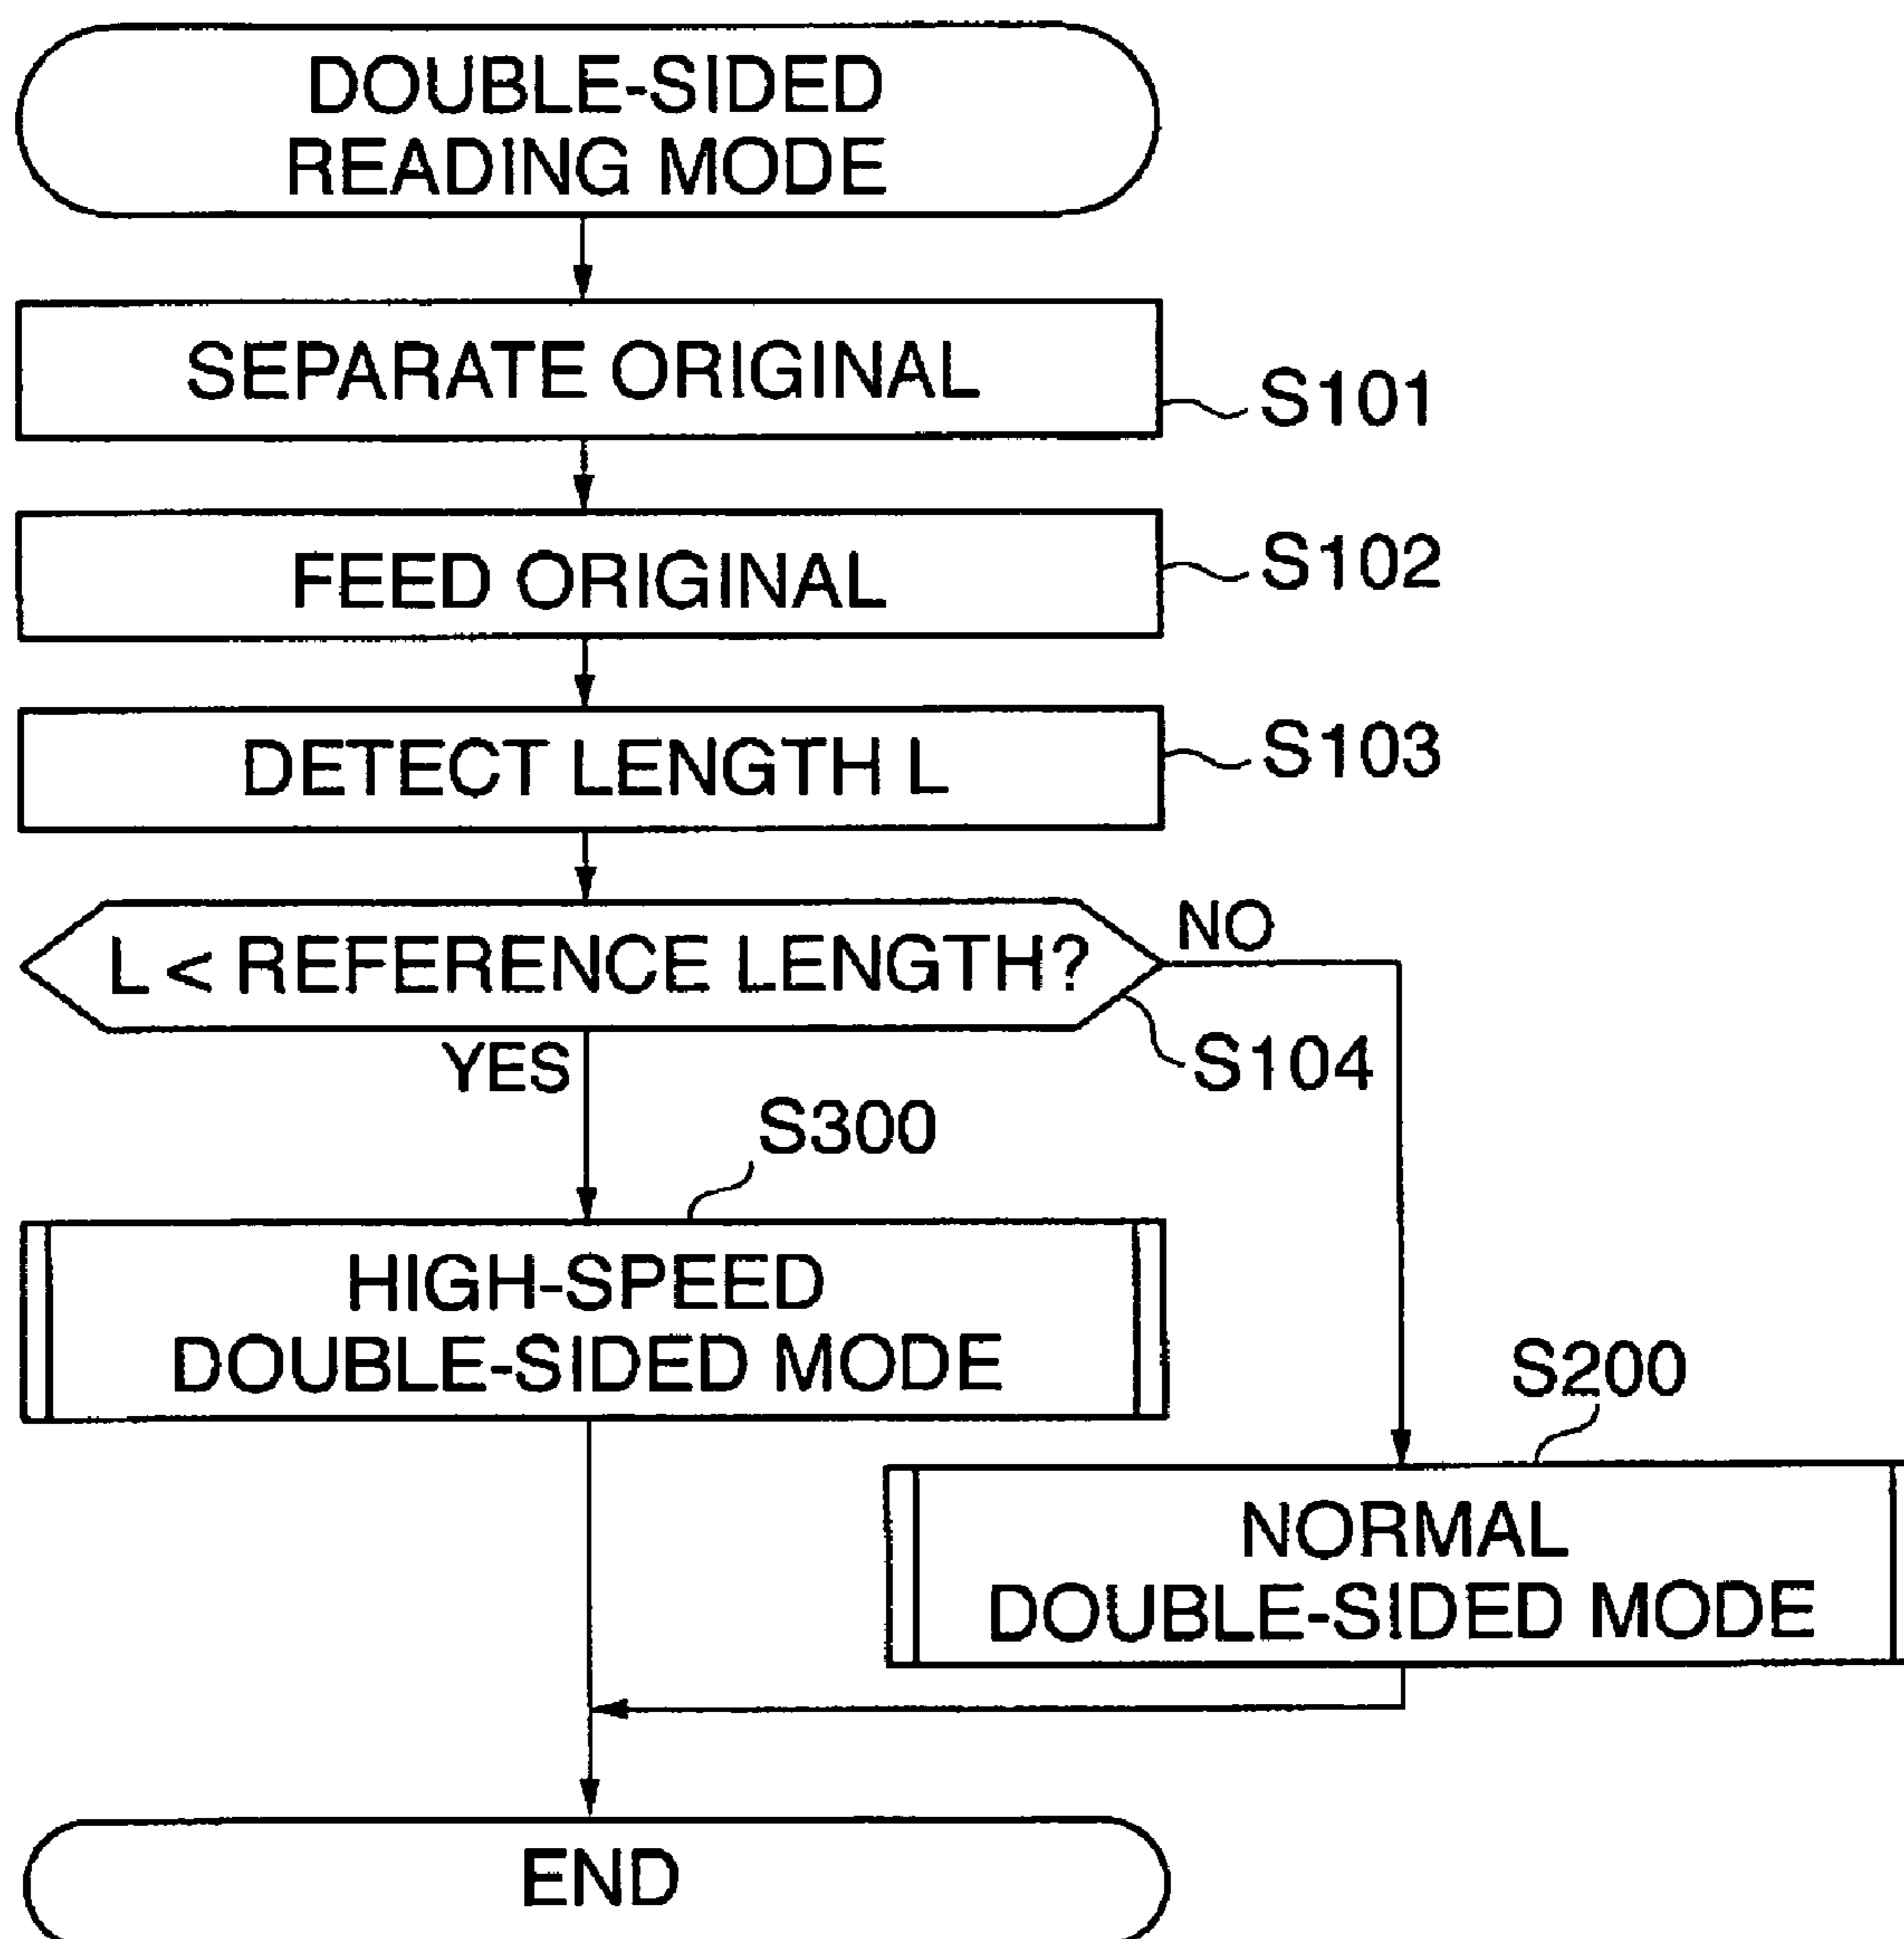 DOUBLE-SIDED
READING MODE
SEPARATE ORIGINAL
S101
FEED ORIGINAL
S102
DETECT LENGTH L
S103
L < REFERENCE LENGTH?
NO
YES
S104
S300
HIGH-SPEED
DOUBLE-SIDED MODE
S200
NORMAL
DOUBLE-SIDED MODE
END